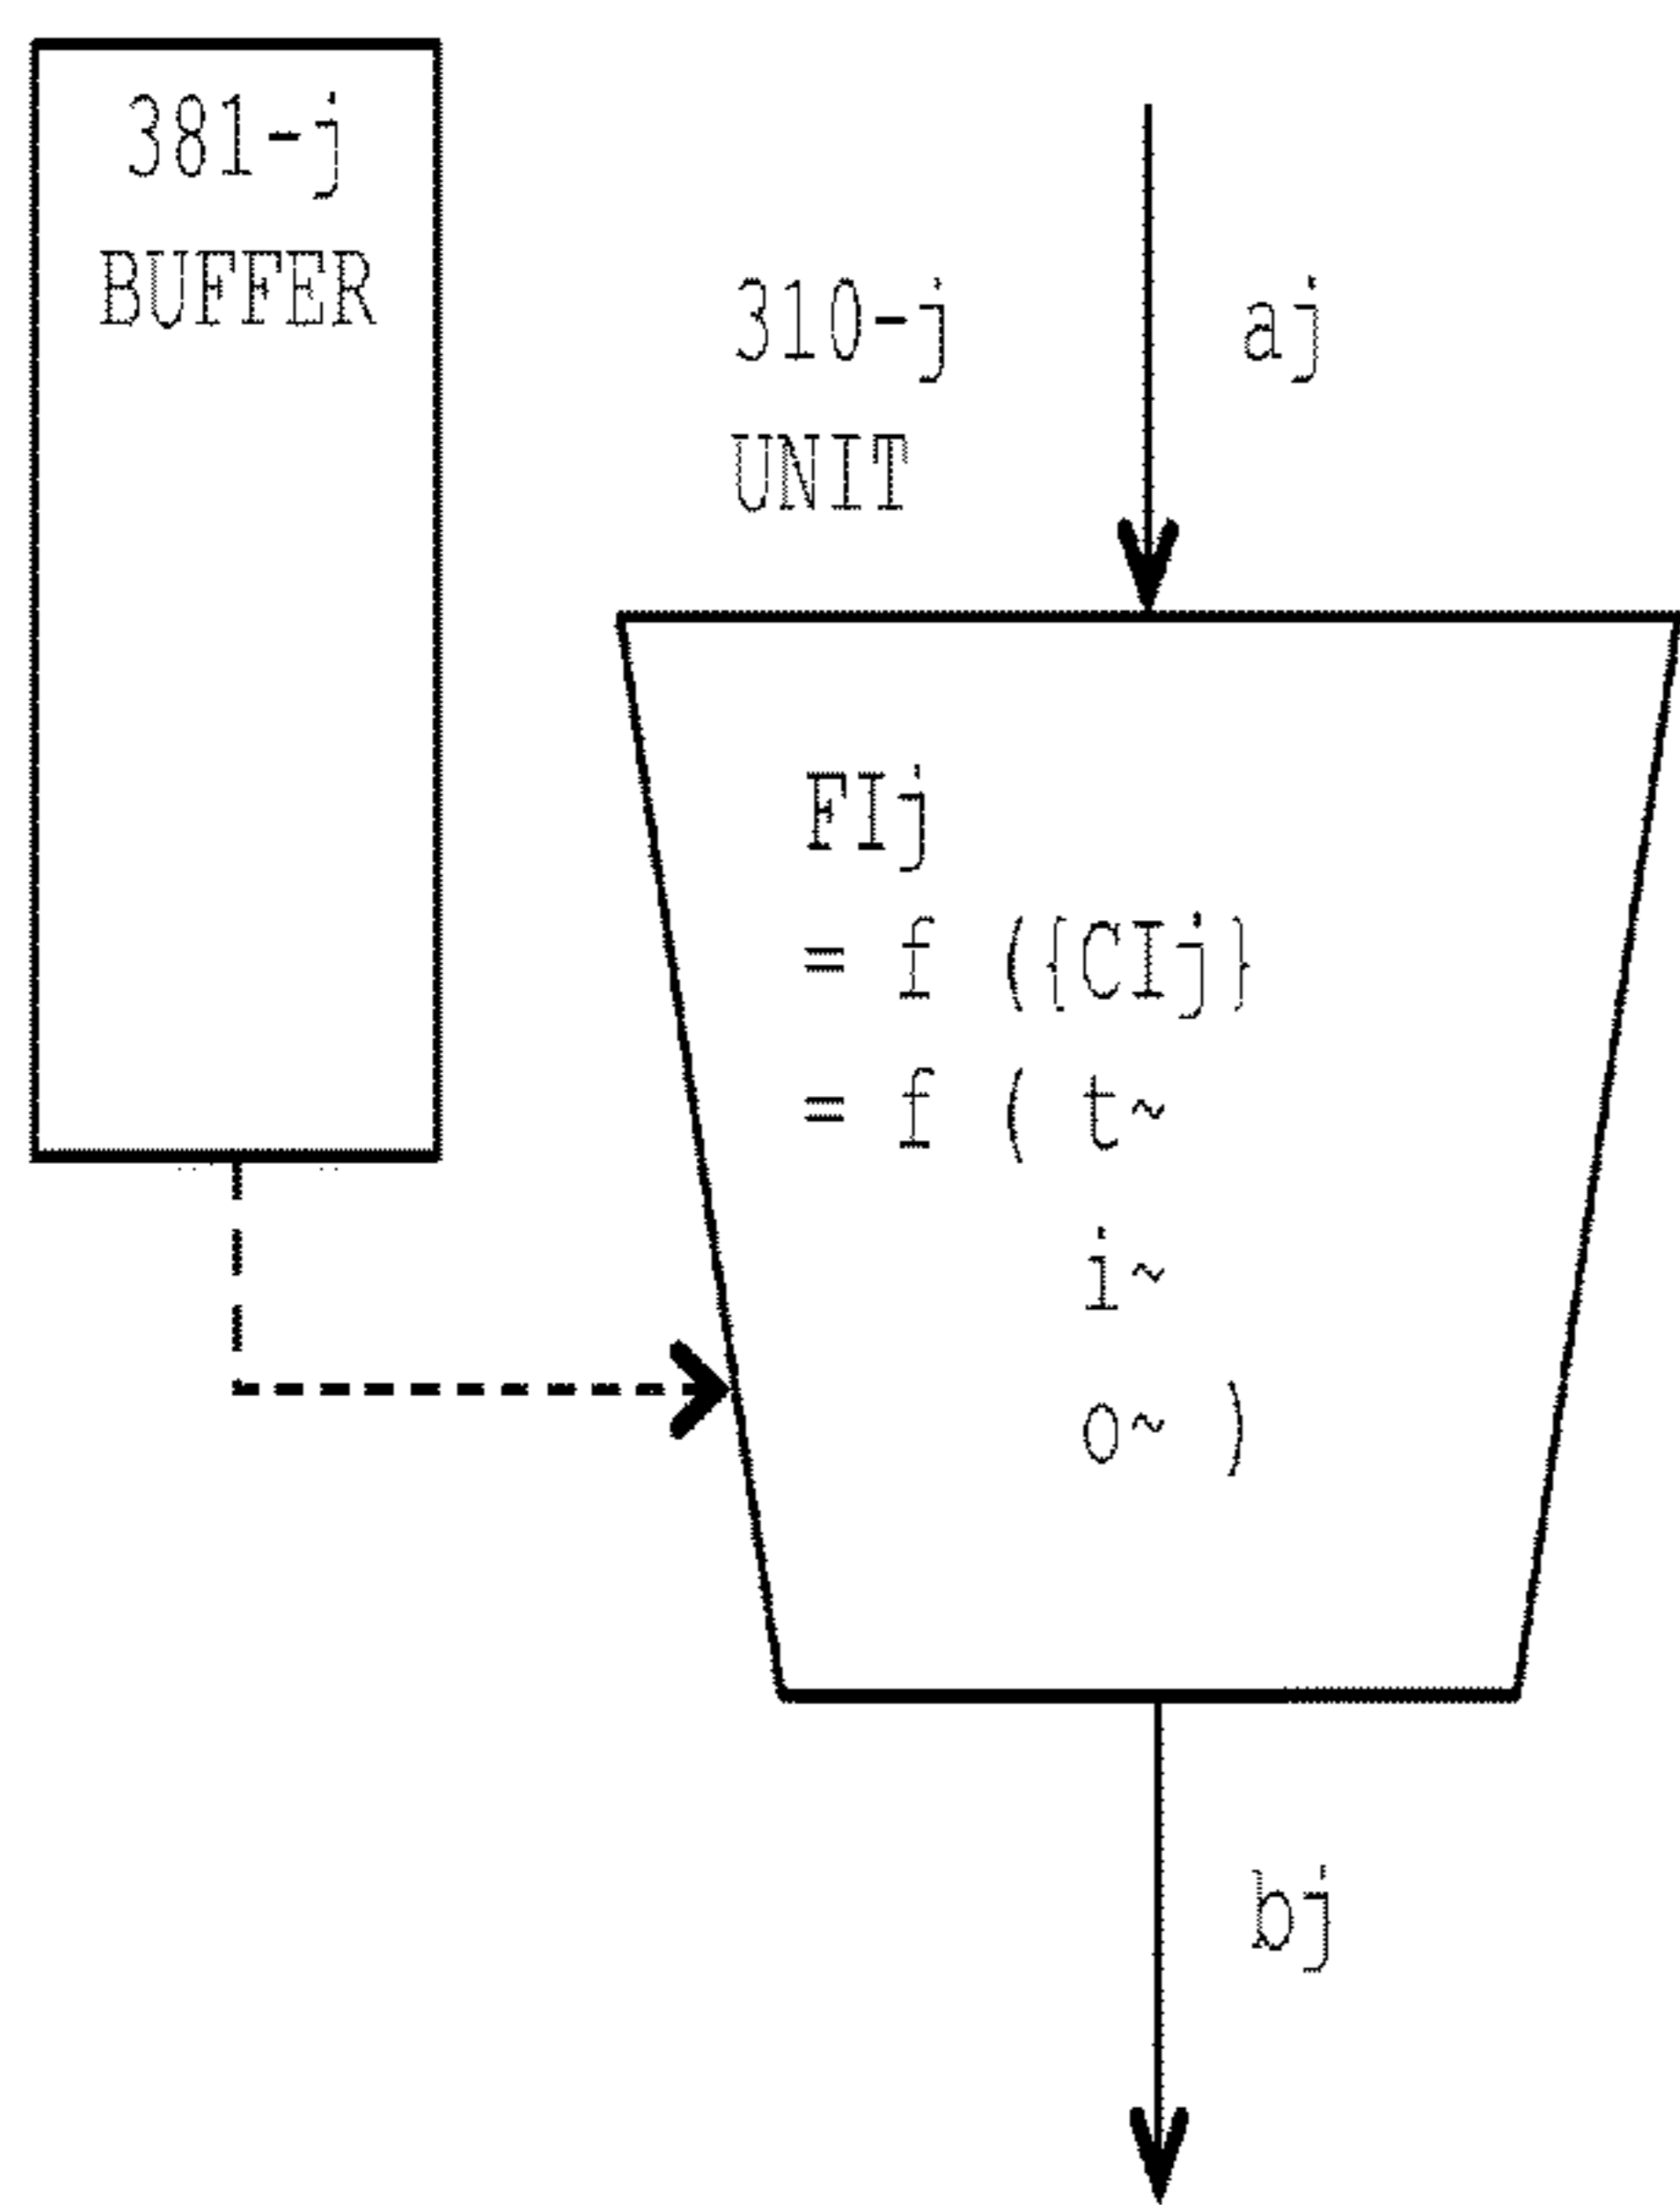 381-j
BUFFER
310-j
UNIT
aj
FIj
= f ({CIj}
= f ( t~
i~
o~ )
bj